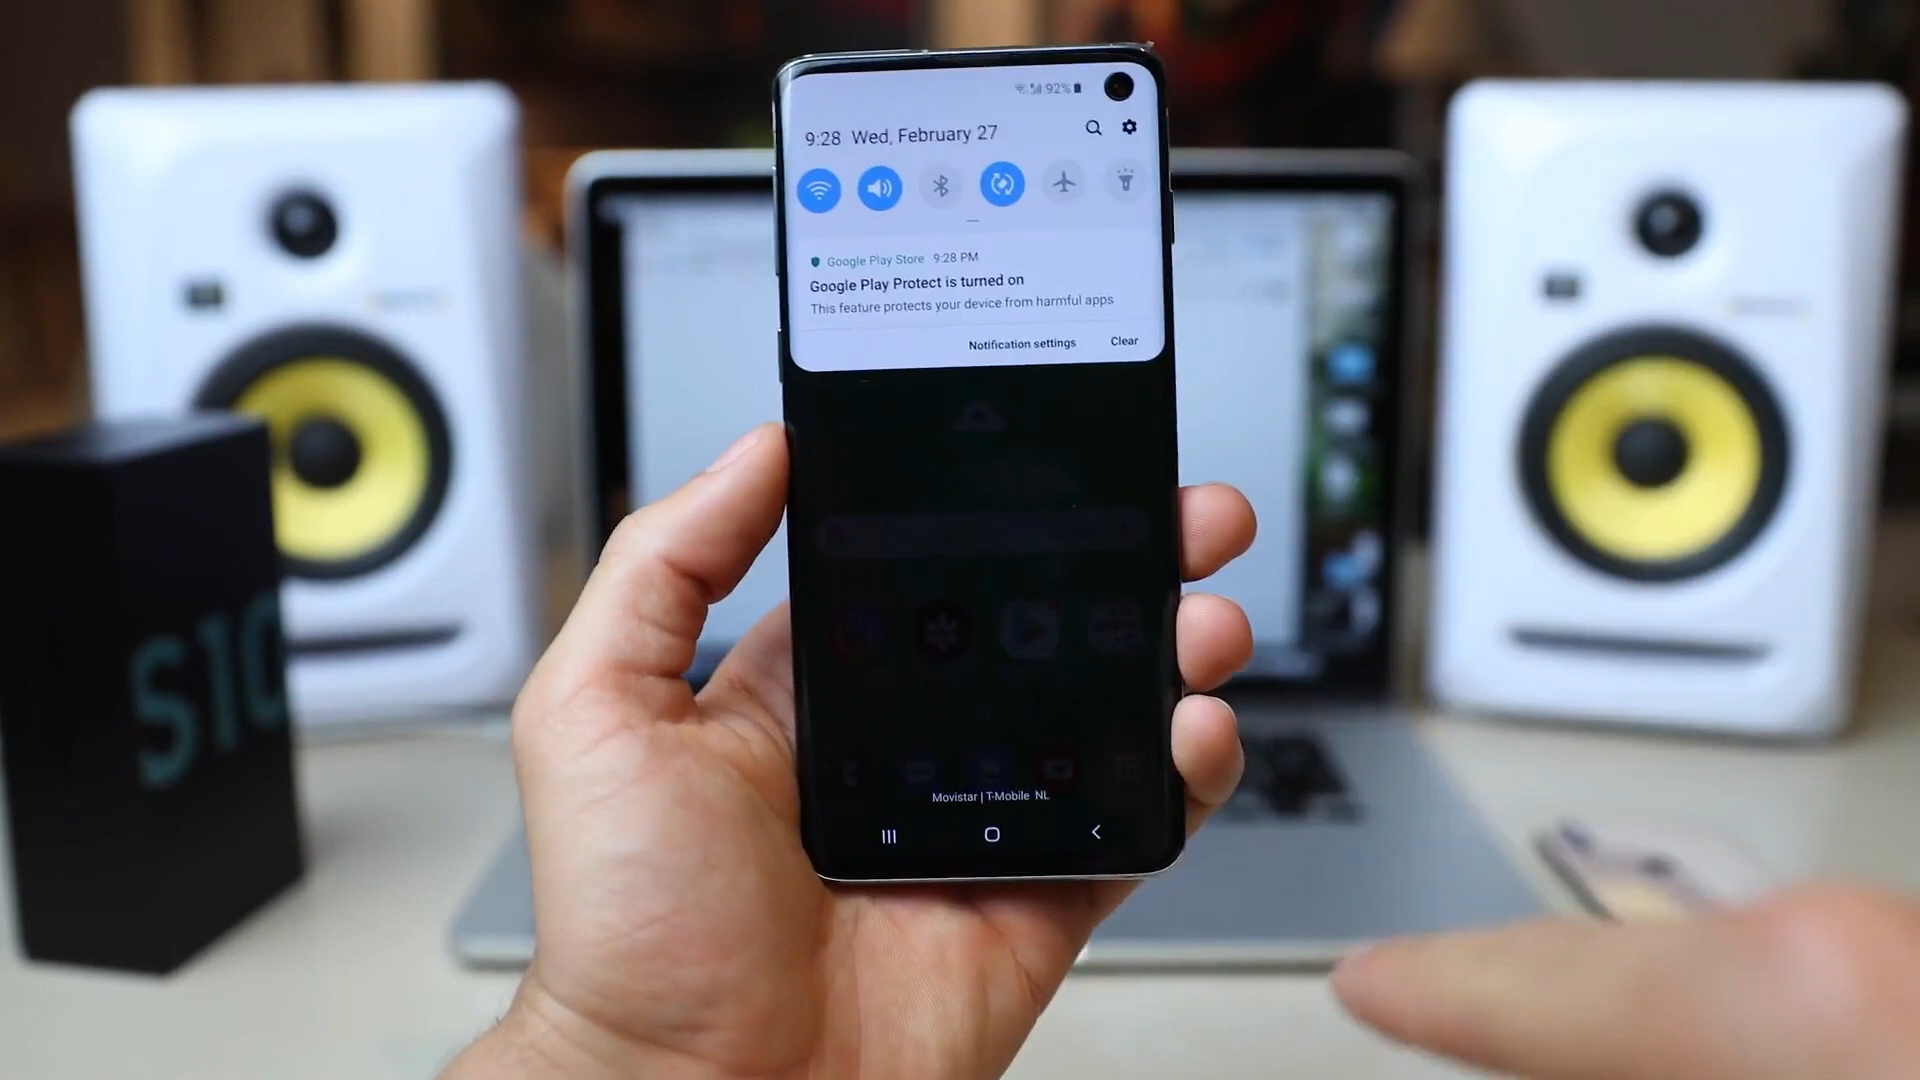 92%
9:28 Wed, February 27
Google Play Store 9:28 PM
Google Play Protect is turned on
This feature protects your device from harmful apps
Notification settings Clear
S10
Movistar | T-Mobile NL